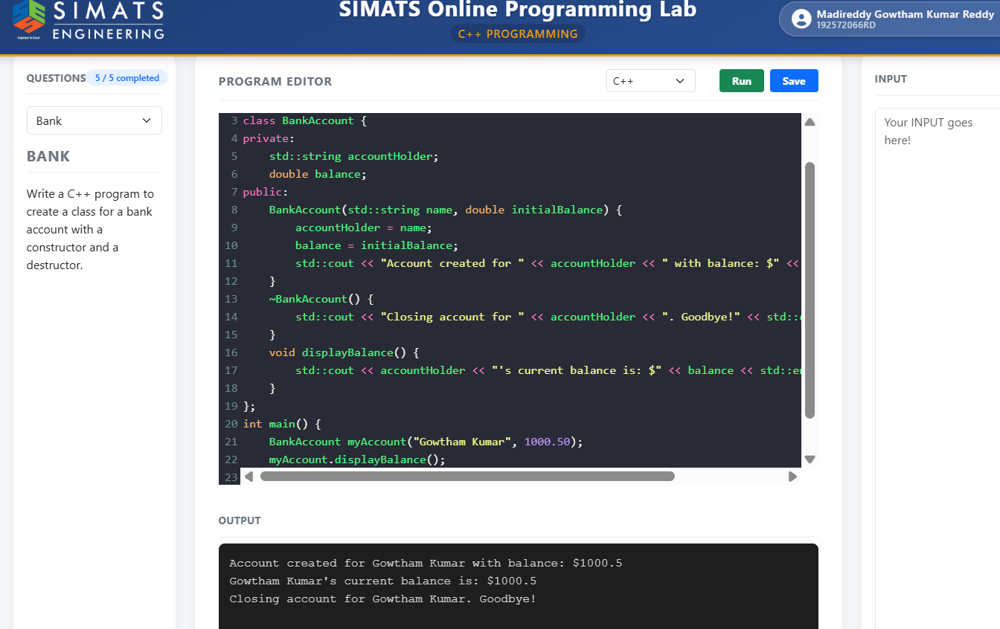 SIMATS
ENGINEERING
Engineer to Excel
SIMATS Online Programming Lab
C++ PROGRAMMING
Madireddy Gowtham Kumar Reddy
192572066RD
QUESTIONS
5 / 5 completed
Bank
BANK
Write a C++ program to
create a class for a bank
account with a
constructor and a
destructor.
PROGRAM EDITOR
C++
Run
Save
3 class BankAccount {
4 private:
5 std::string accountHolder;
6 double balance;
7 public:
8 BankAccount(std::string name, double initialBalance) {
9 accountHolder = name;
10 balance = initialBalance;
11 std::cout << "Account created for " << accountHolder << " with balance: $" <<
12 }
13 ~BankAccount() {
14 std::cout << "Closing account for " << accountHolder << ". Goodbye!" << std::
15 }
16 void displayBalance() {
17 std::cout << accountHolder << "'s current balance is: $" << balance << std::e
18 }
19 };
20 int main() {
21 BankAccount myAccount("Gowtham Kumar", 1000.50);
22 myAccount.displayBalance();
23
OUTPUT
Account created for Gowtham Kumar with balance: $1000.5
Gowtham Kumar's current balance is: $1000.5
Closing account for Gowtham Kumar. Goodbye!
INPUT
Your INPUT goes
here!